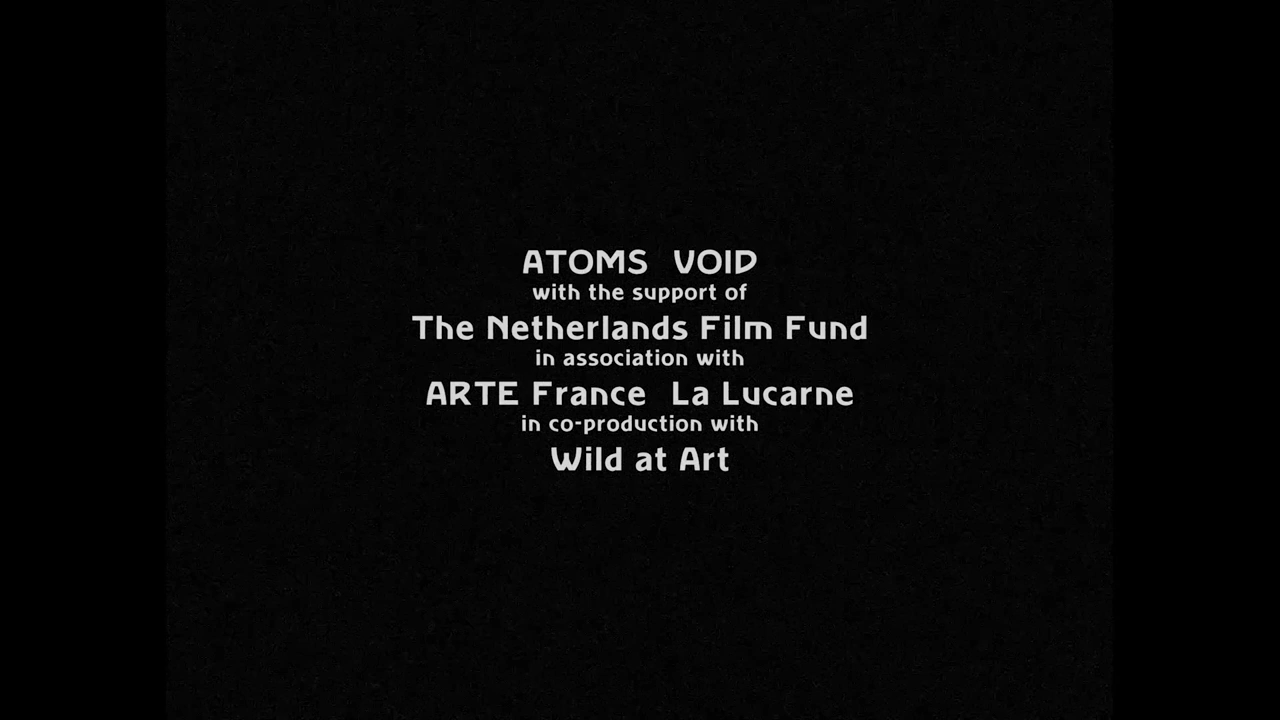 ATOMS VOID
with the support of
The Netherlands Film Fund
in association with
ARTE France La Lucarne
in co-production with
Wild at Art